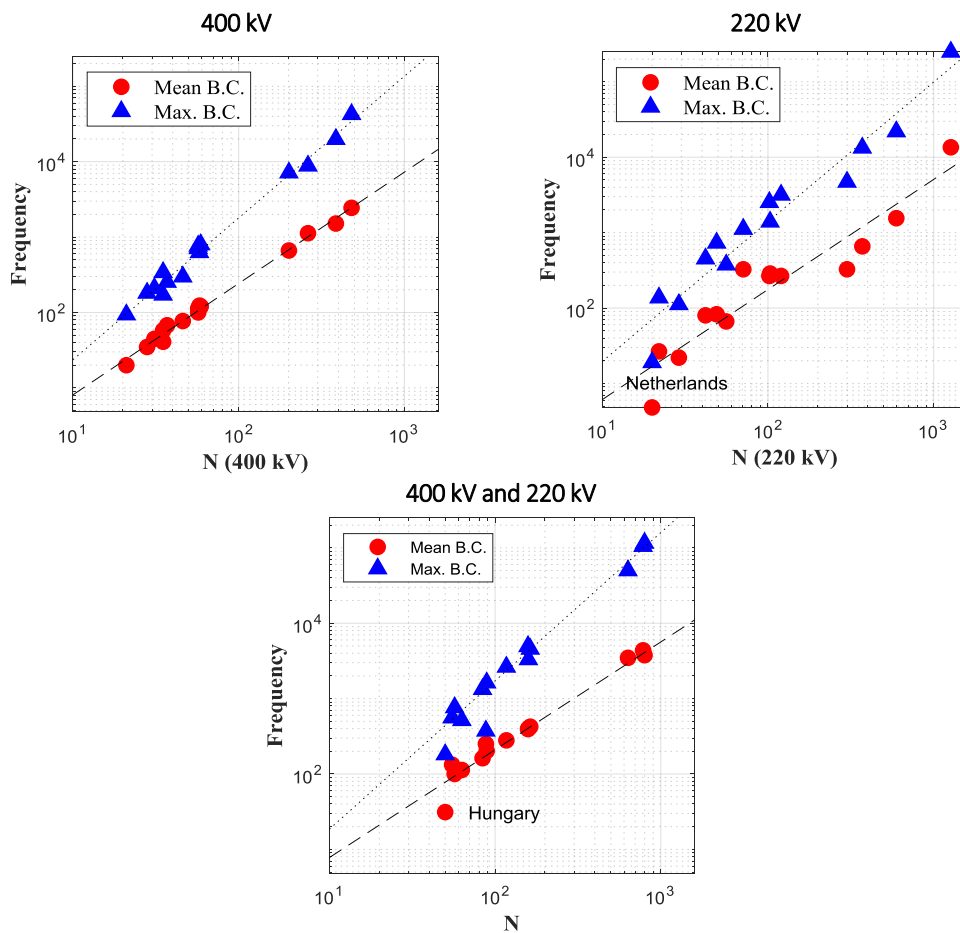 400 kV
220 kV
Mean B.C.
Max. B.C.
Frequency
10^4
10^2
10^1
10^2
10^3
N (400 kV)
Mean B.C.
Max. B.C.
Frequency
10^4
10^2
Netherlands
10^1
10^2
10^3
N (220 kV)
400 kV and 220 kV
Mean B.C.
Max. B.C.
Frequency
10^4
10^2
Hungary
10^1
10^2
10^3
N